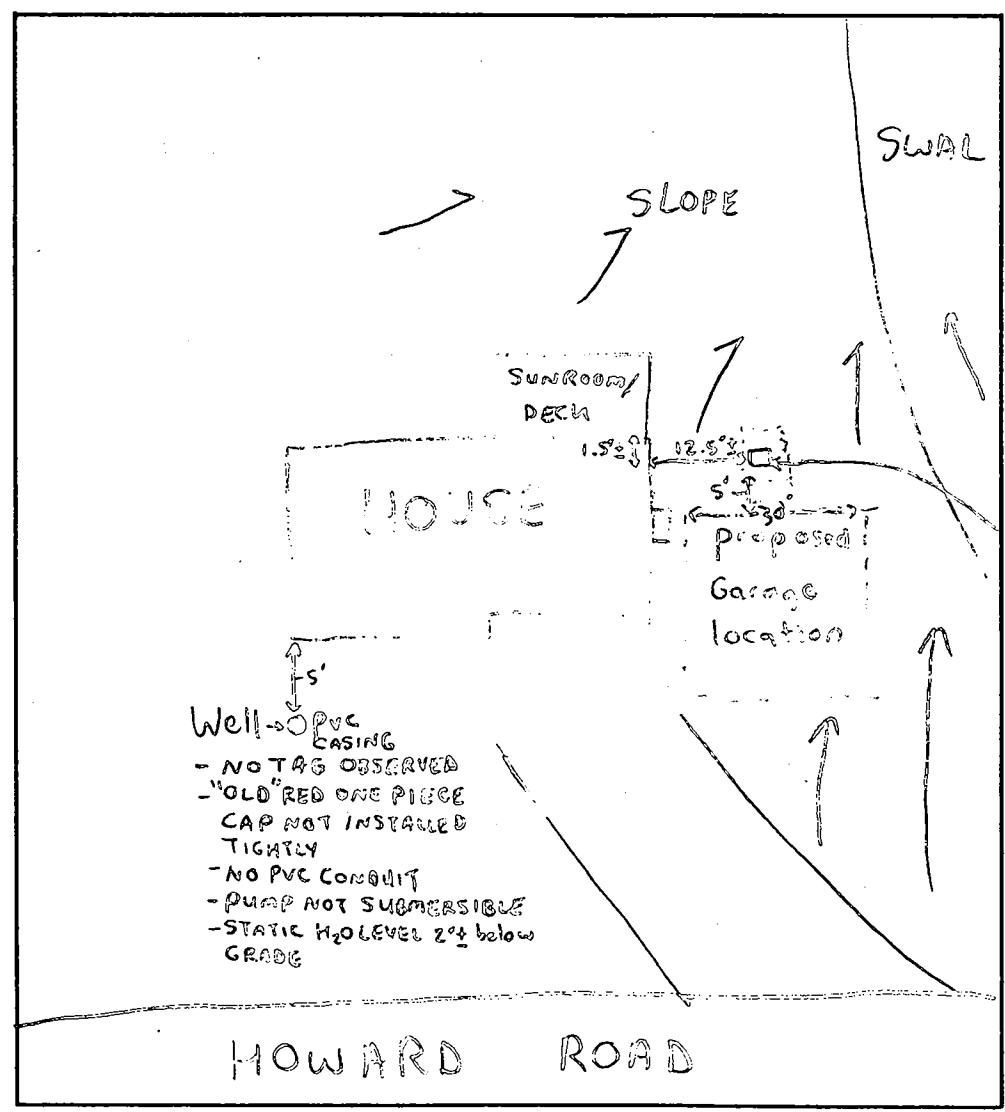 SWAL
SLOPE
SUNROOM/
DECK
1.5'±
12.5'±
5'
HOUSE
30'
Proposed
Garage
location
5'
Well→○ PVC
CASING
- NO TAG OBSERVED
- "OLD" RED ONE PIECE
CAP NOT INSTALLED
TIGHTLY
- NO PVC CONDUIT
- PUMP NOT SUBMERSIBLE
- STATIC H₂O LEVEL 2'± below
GRADE
HOWARD ROAD